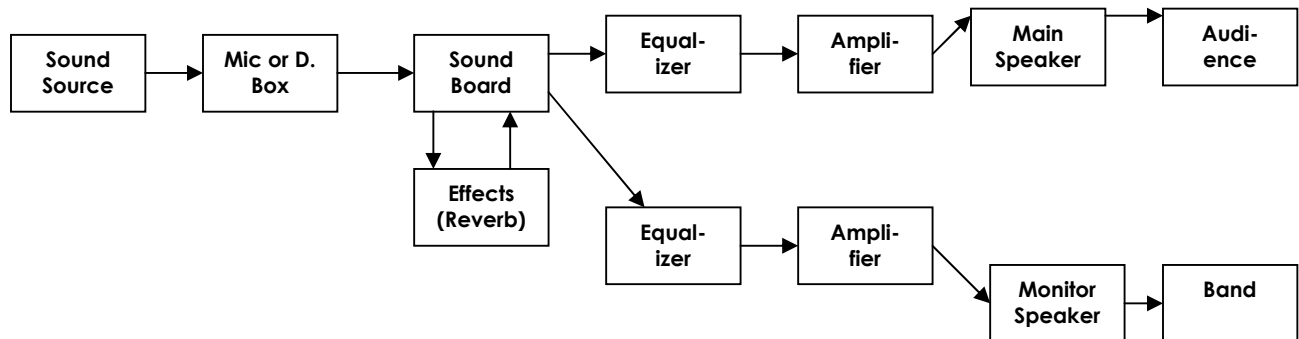 Sound
Source
Mic or D.
Box
Sound
Board
Effects
(Reverb)
Equal-
izer
Ampli-
fier
Main
Speaker
Audi-
ence
Equal-
izer
Ampli-
fier
Monitor
Speaker
Band